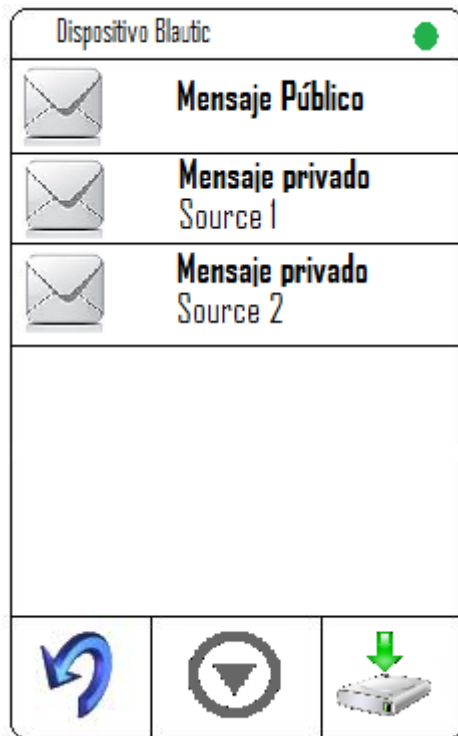 Dispositivo Blautic
Mensaje Público
Mensaje privado
Source 1
Mensaje privado
Source 2